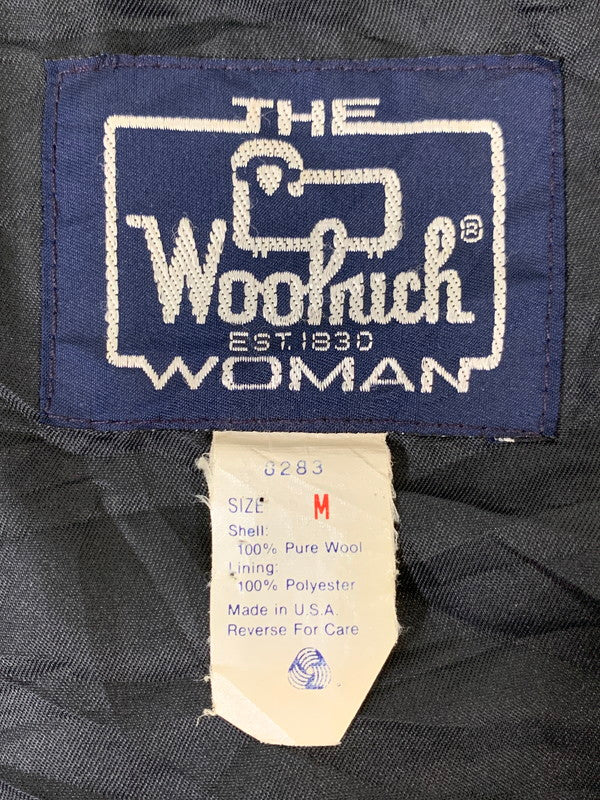 THE
Woolrich®
EST. 1830
WOMAN
6283
SIZE M
Shell:
100% Pure Wool
Lining:
100% Polyester
Made in U.S.A.
Reverse For Care